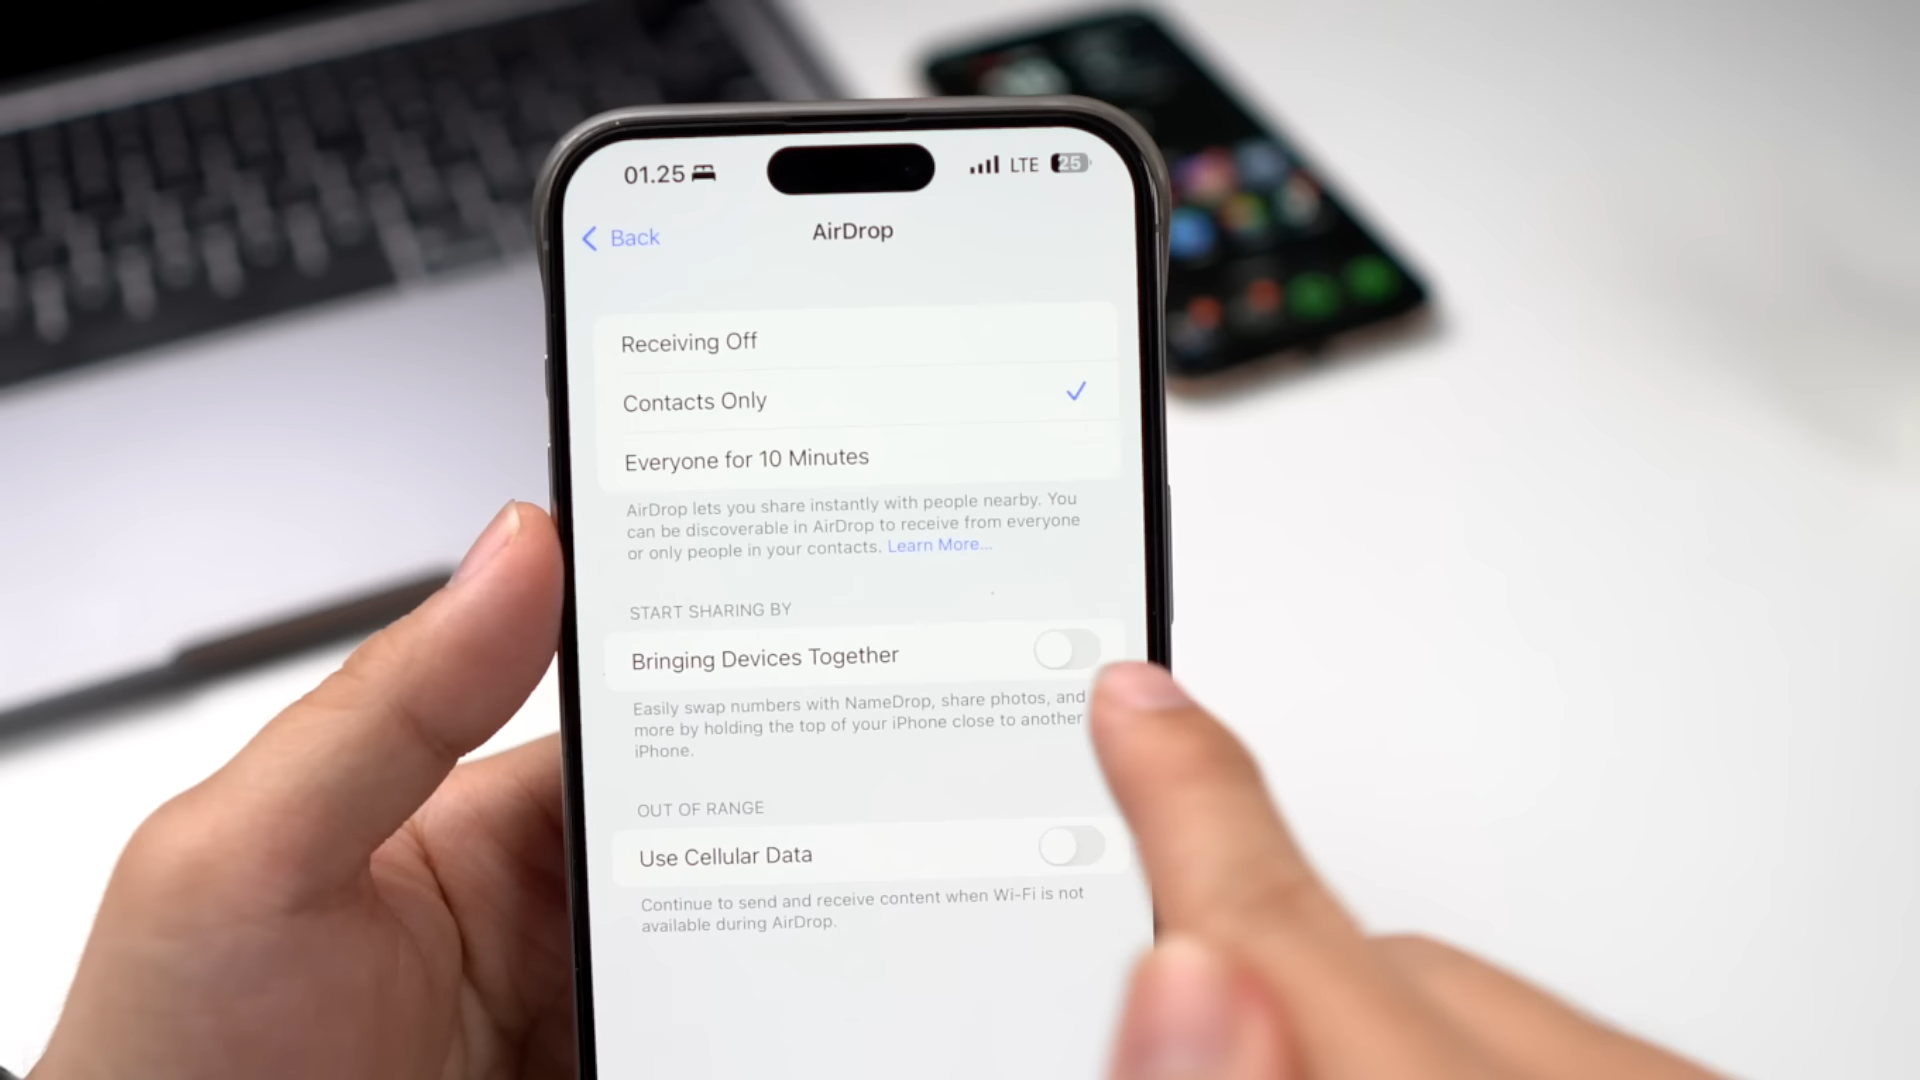 01.25 LTE 25
Back AirDrop
Receiving Off
Contacts Only
Everyone for 10 Minutes
AirDrop lets you share instantly with people nearby. You
can be discoverable in AirDrop to receive from everyone
or only people in your contacts. Learn More...
START SHARING BY
Bringing Devices Together
Easily swap numbers with NameDrop, share photos, and
more by holding the top of your iPhone close to another
iPhone.
OUT OF RANGE
Use Cellular Data
Continue to send and receive content when Wi-Fi is not
available during AirDrop.